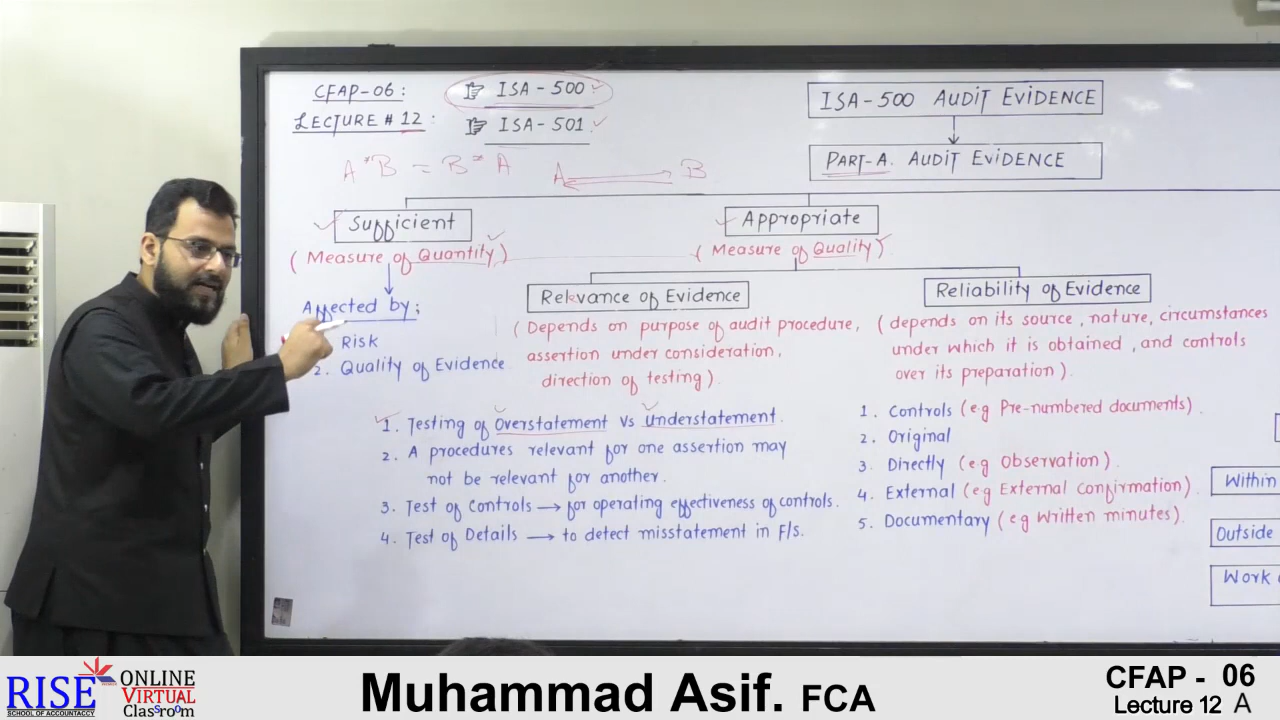 CFAP-06:
LECTURE # 12:
ISA-500
ISA-501
A*B = B*A
A B
ISA-500 AUDIT EVIDENCE
PART-A. AUDIT EVIDENCE
Sufficient
(Measure of Quantity)
Affected by;
Risk
2. Quality of Evidence
Appropriate
(Measure of Quality)
Relevance of Evidence
(Depends on purpose of audit procedure,
assertion under consideration,
direction of testing).
Reliability of Evidence
(depends on its source, nature, circumstances
under which it is obtained, and controls
over its preparation).
1. Testing of Overstatement Vs Understatement.
2. A procedures relevant for one assertion may
not be relevant for another.
3. Test of Controls → for operating effectiveness of controls.
4. Test of Details → to detect misstatement in F/s.
1. Controls (e.g Pre-numbered documents).
2. Original
3. Directly (e.g Observation).
4. External (eg External Confirmation).
5. Documentary (eg Written minutes).
Within
Outside
Work
RISE
SCHOOL OF ACCOUNTACCY
ONLINE
VIRTUAL
Classroom
Muhammad Asif. FCA
CFAP - 06
Lecture 12 A